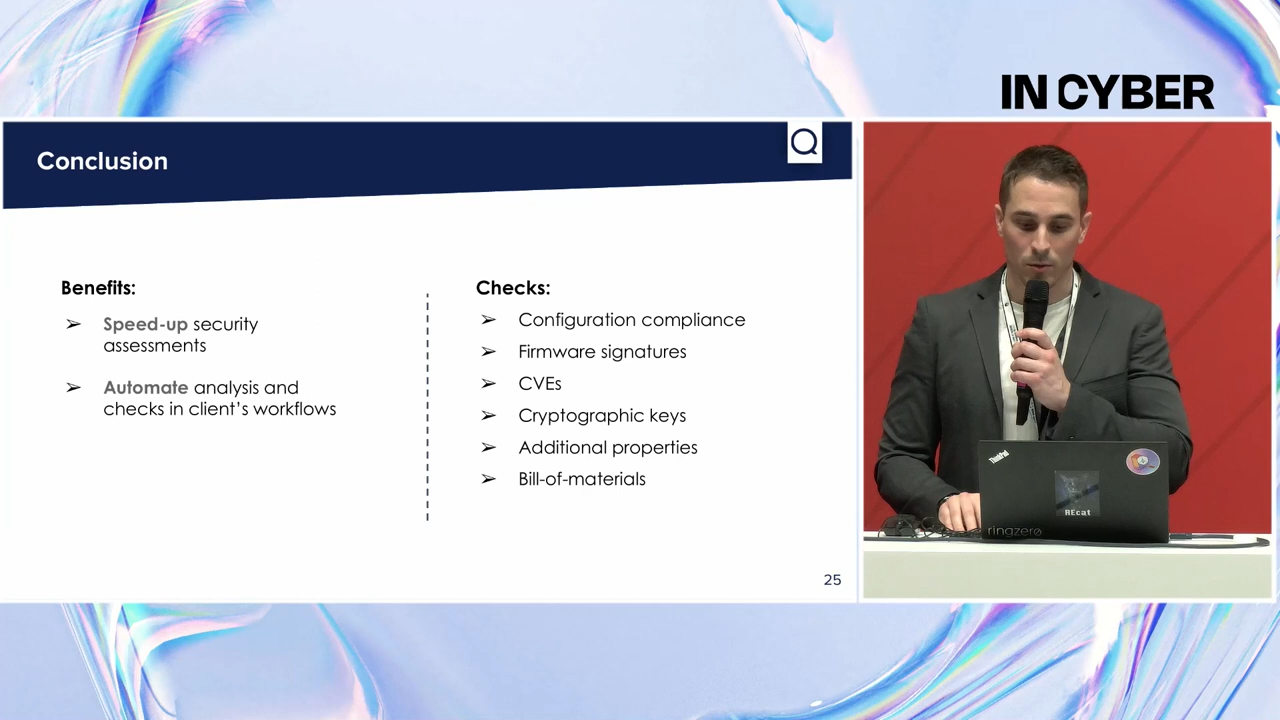 IN CYBER
Conclusion
Benefits:
➢ Speed-up security
assessments
➢ Automate analysis and
checks in client’s workflows
Checks:
➢ Configuration compliance
➢ Firmware signatures
➢ CVEs
➢ Cryptographic keys
➢ Additional properties
➢ Bill-of-materials
25
ThinkPad
REcat
ringzerø